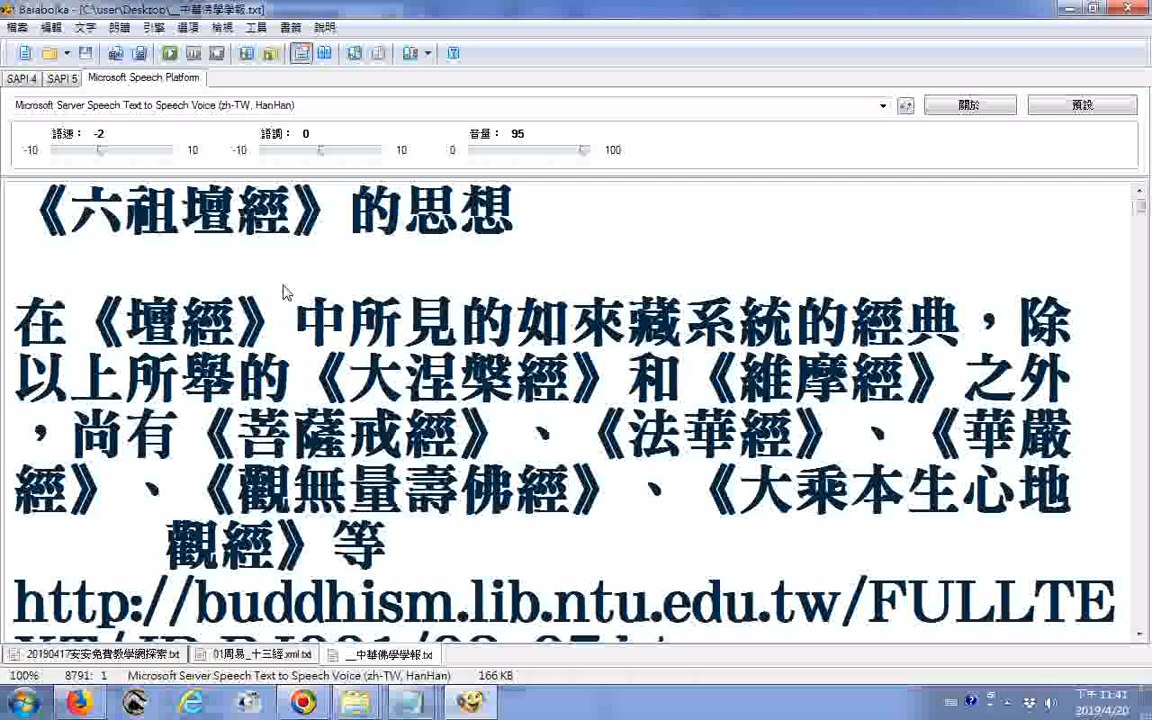 Balabolka - [C:\user\Desktop\__中華佛學學報.txt]
檔案 編輯 文字 朗讀 引擎 選項 檢視 工具 書籤 說明
SAPI 4 SAPI 5 Microsoft Speech Platform
Microsoft Server Speech Text to Speech Voice (zh-TW, HanHan) 關於 預設
語速： -2 語調： 0 音量： 95
-10 10 -10 10 0 100
《六祖壇經》的思想
在《壇經》中所見的如來藏系統的經典，除
以上所舉的《大涅槃經》和《維摩經》之外
，尚有《菩薩戒經》、《法華經》、《華嚴
經》、《觀無量壽佛經》、《大乘本生心地
觀經》等
http://buddhism.lib.ntu.edu.tw/FULLTE
20190417安安免費教學網探索.txt 01周易_十三經.xml.txt __中華佛學學報.txt
100% 8791: 1 Microsoft Server Speech Text to Speech Voice (zh-TW, HanHan) 166 KB
下午 11:41
2019/4/20